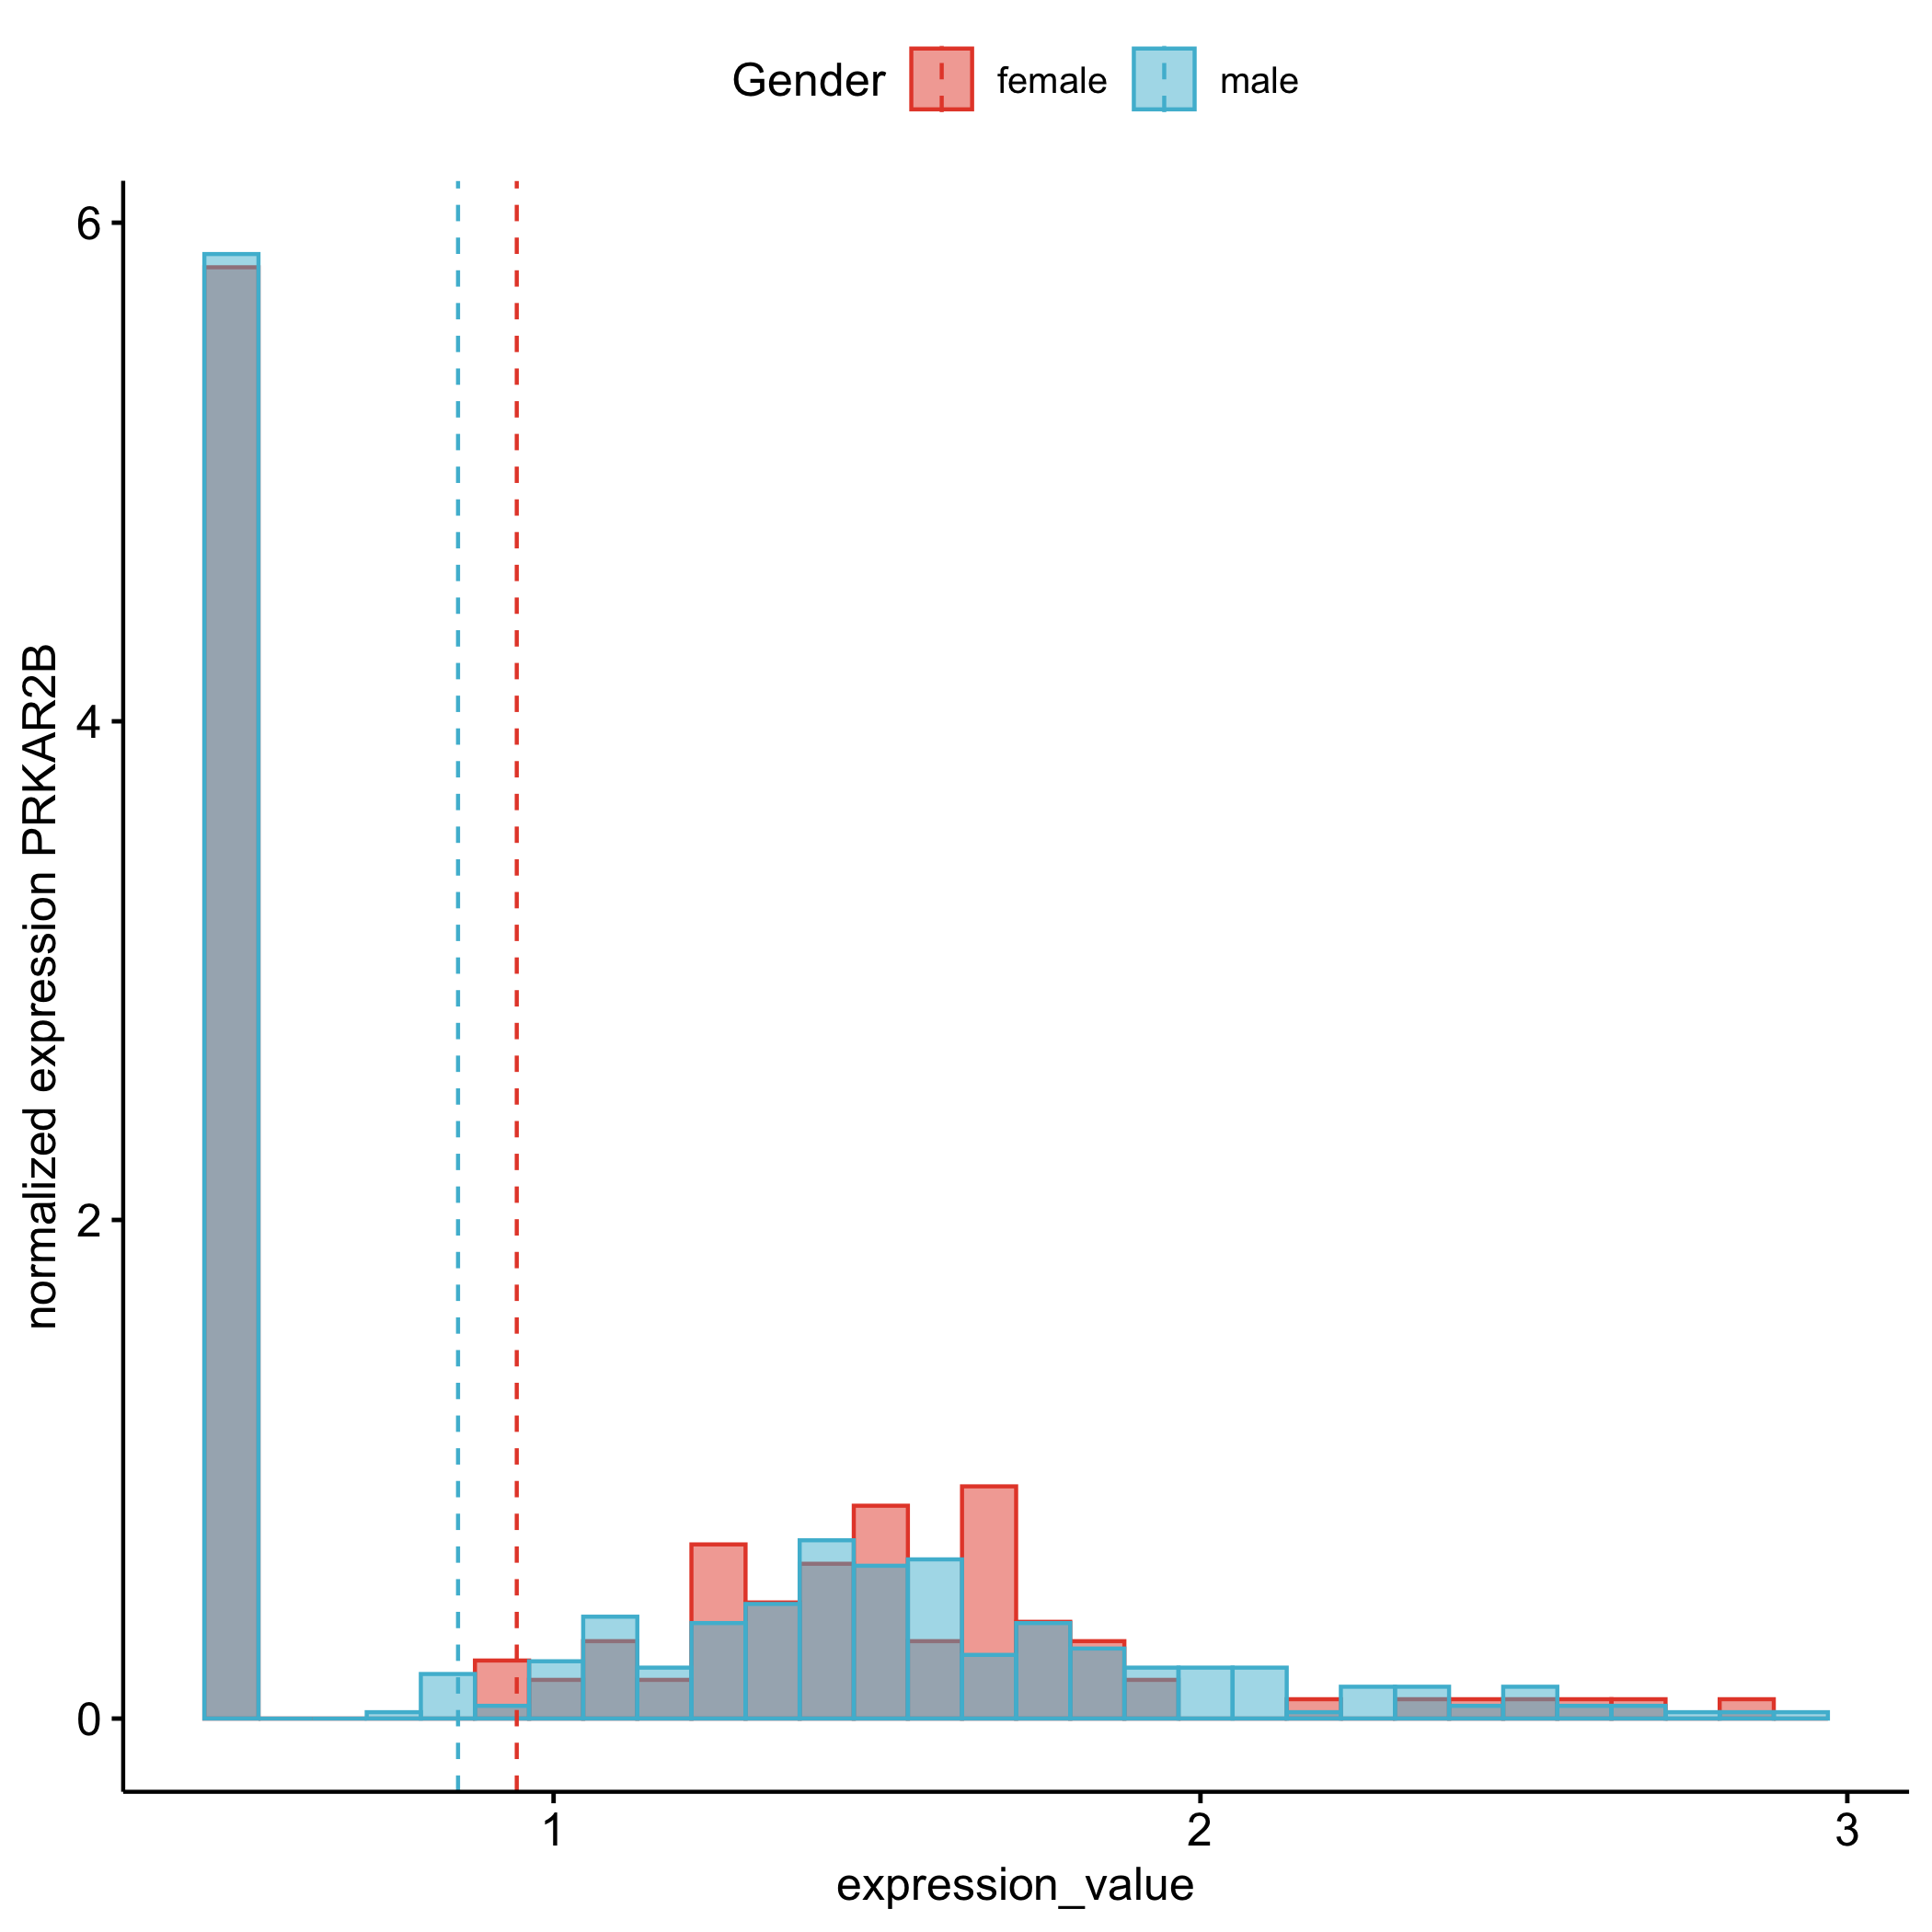 Gender female male
normalized expression PRKAR2B
6
4
2
0
1 2 3
expression_value